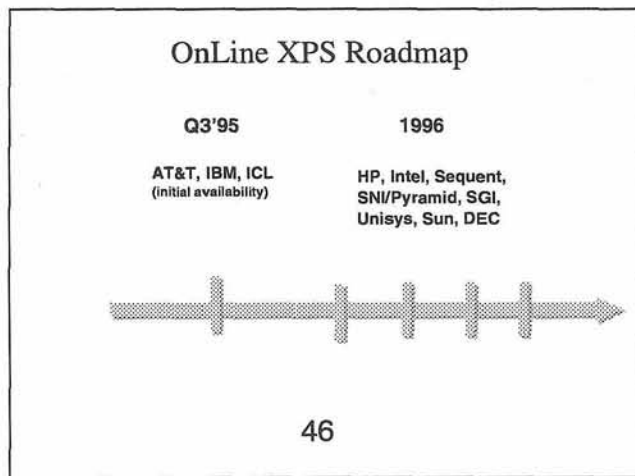 OnLine XPS Roadmap
Q3'95
AT&T, IBM, ICL
(initial availability)
1996
HP, Intel, Sequent,
SNI/Pyramid, SGI,
Unisys, Sun, DEC
46